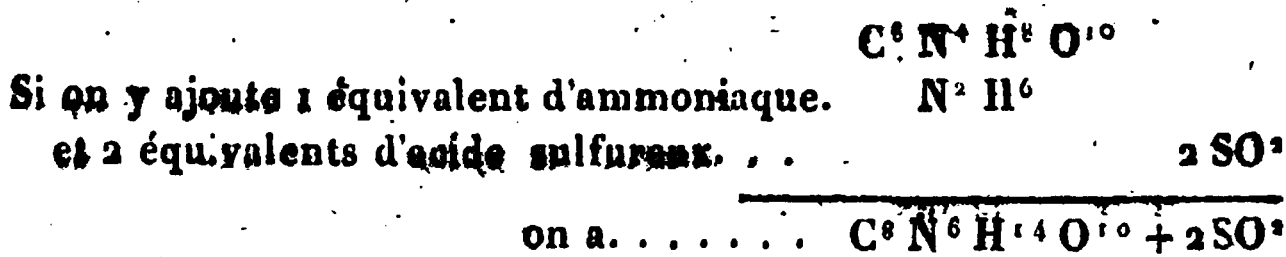 C⁸ N⁴ H⁸ O¹⁰
Si on y ajoute 1 équivalent d'ammoniaque. N² H⁶
et 2 équivalents d'acide sulfureux. . . 2 SO²
on a. . . . . . . C⁸ N⁶ H¹⁴ O¹⁰ + 2 SO²